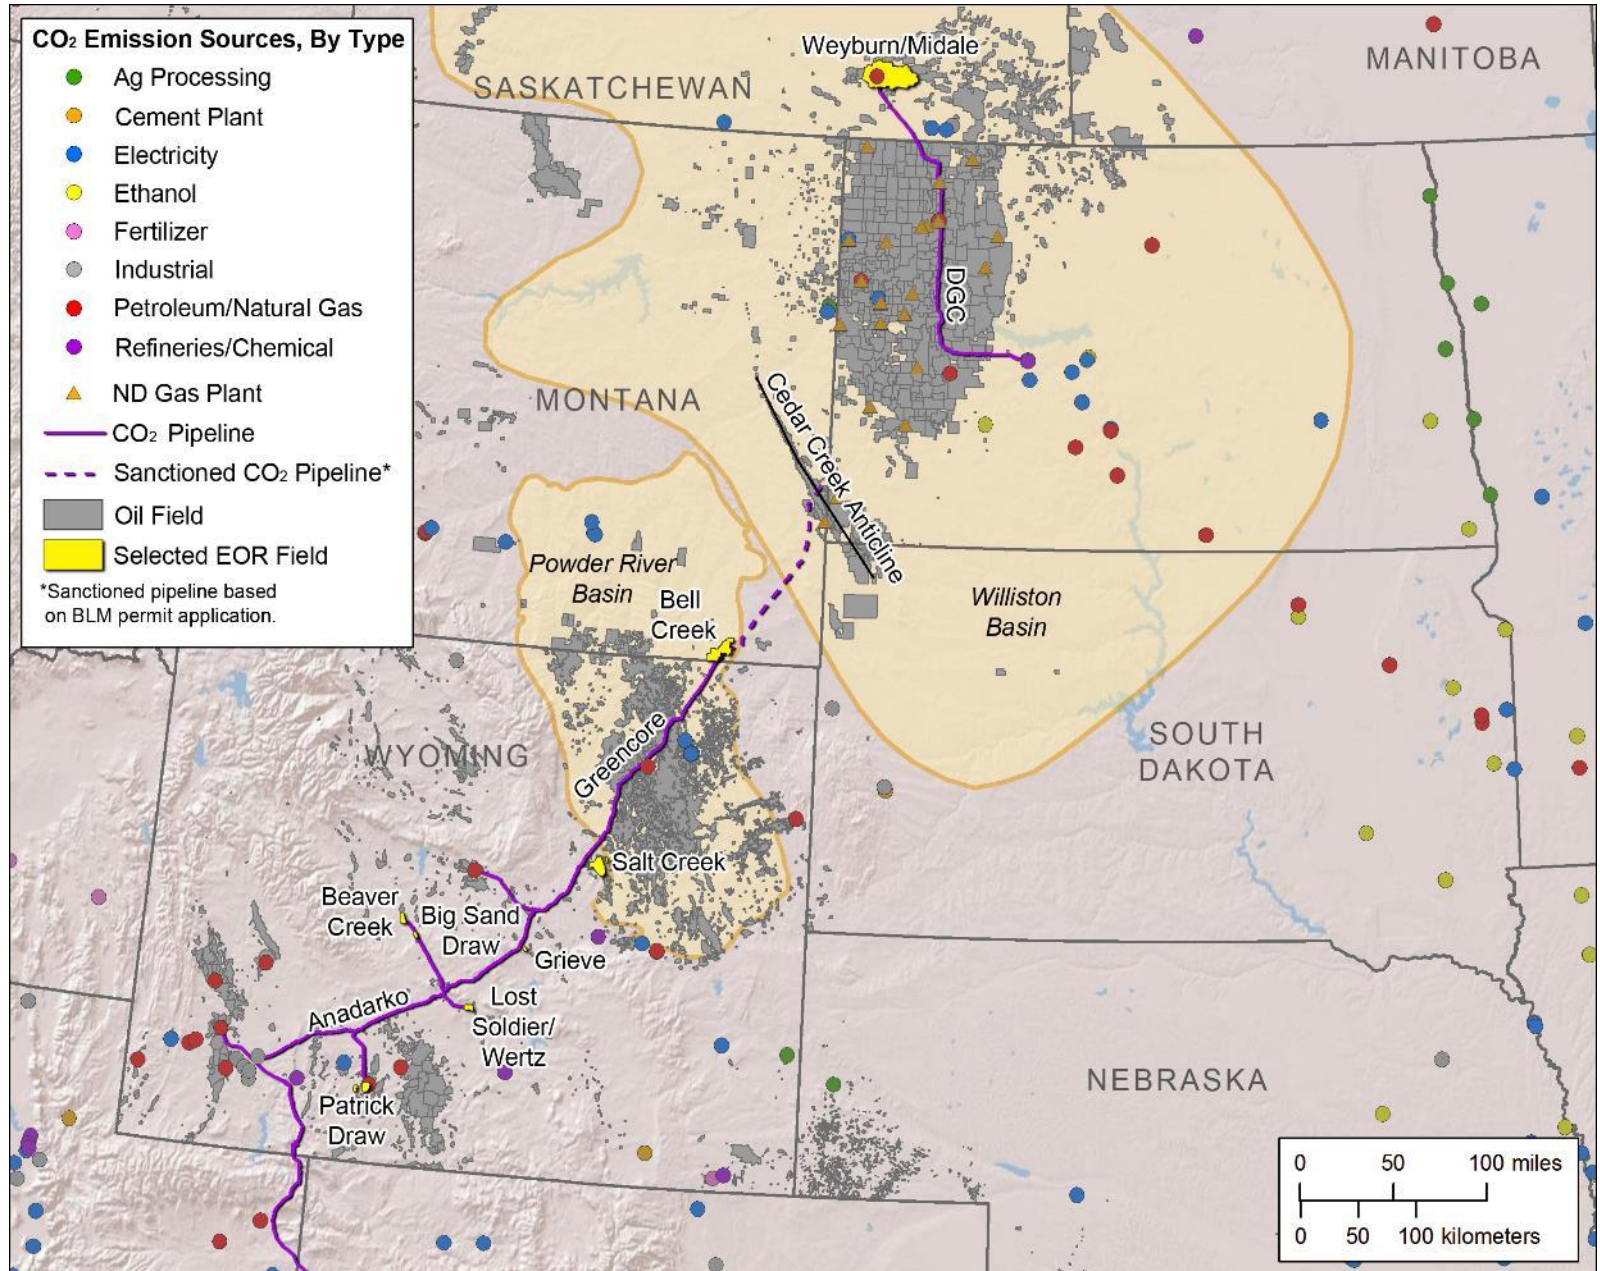 CO₂ Emission Sources, By Type
Ag Processing
Cement Plant
Electricity
Ethanol
Fertilizer
Industrial
Petroleum/Natural Gas
Refineries/Chemical
ND Gas Plant
CO₂ Pipeline
Sanctioned CO₂ Pipeline*
Oil Field
Selected EOR Field
*Sanctioned pipeline based
on BLM permit application.
Weyburn/Midale
MANITOBA
SASKATCHEWAN
DGC
MONTANA
Cedar Creek Anticline
Powder River
Basin
Bell
Creek
Williston
Basin
WYOMING
Greencore
SOUTH
DAKOTA
Salt Creek
Beaver
Creek
Big Sand
Draw
Grieve
Anadarko
Lost
Soldier/
Wertz
Patrick
Draw
NEBRASKA
0 50 100 miles
0 50 100 kilometers